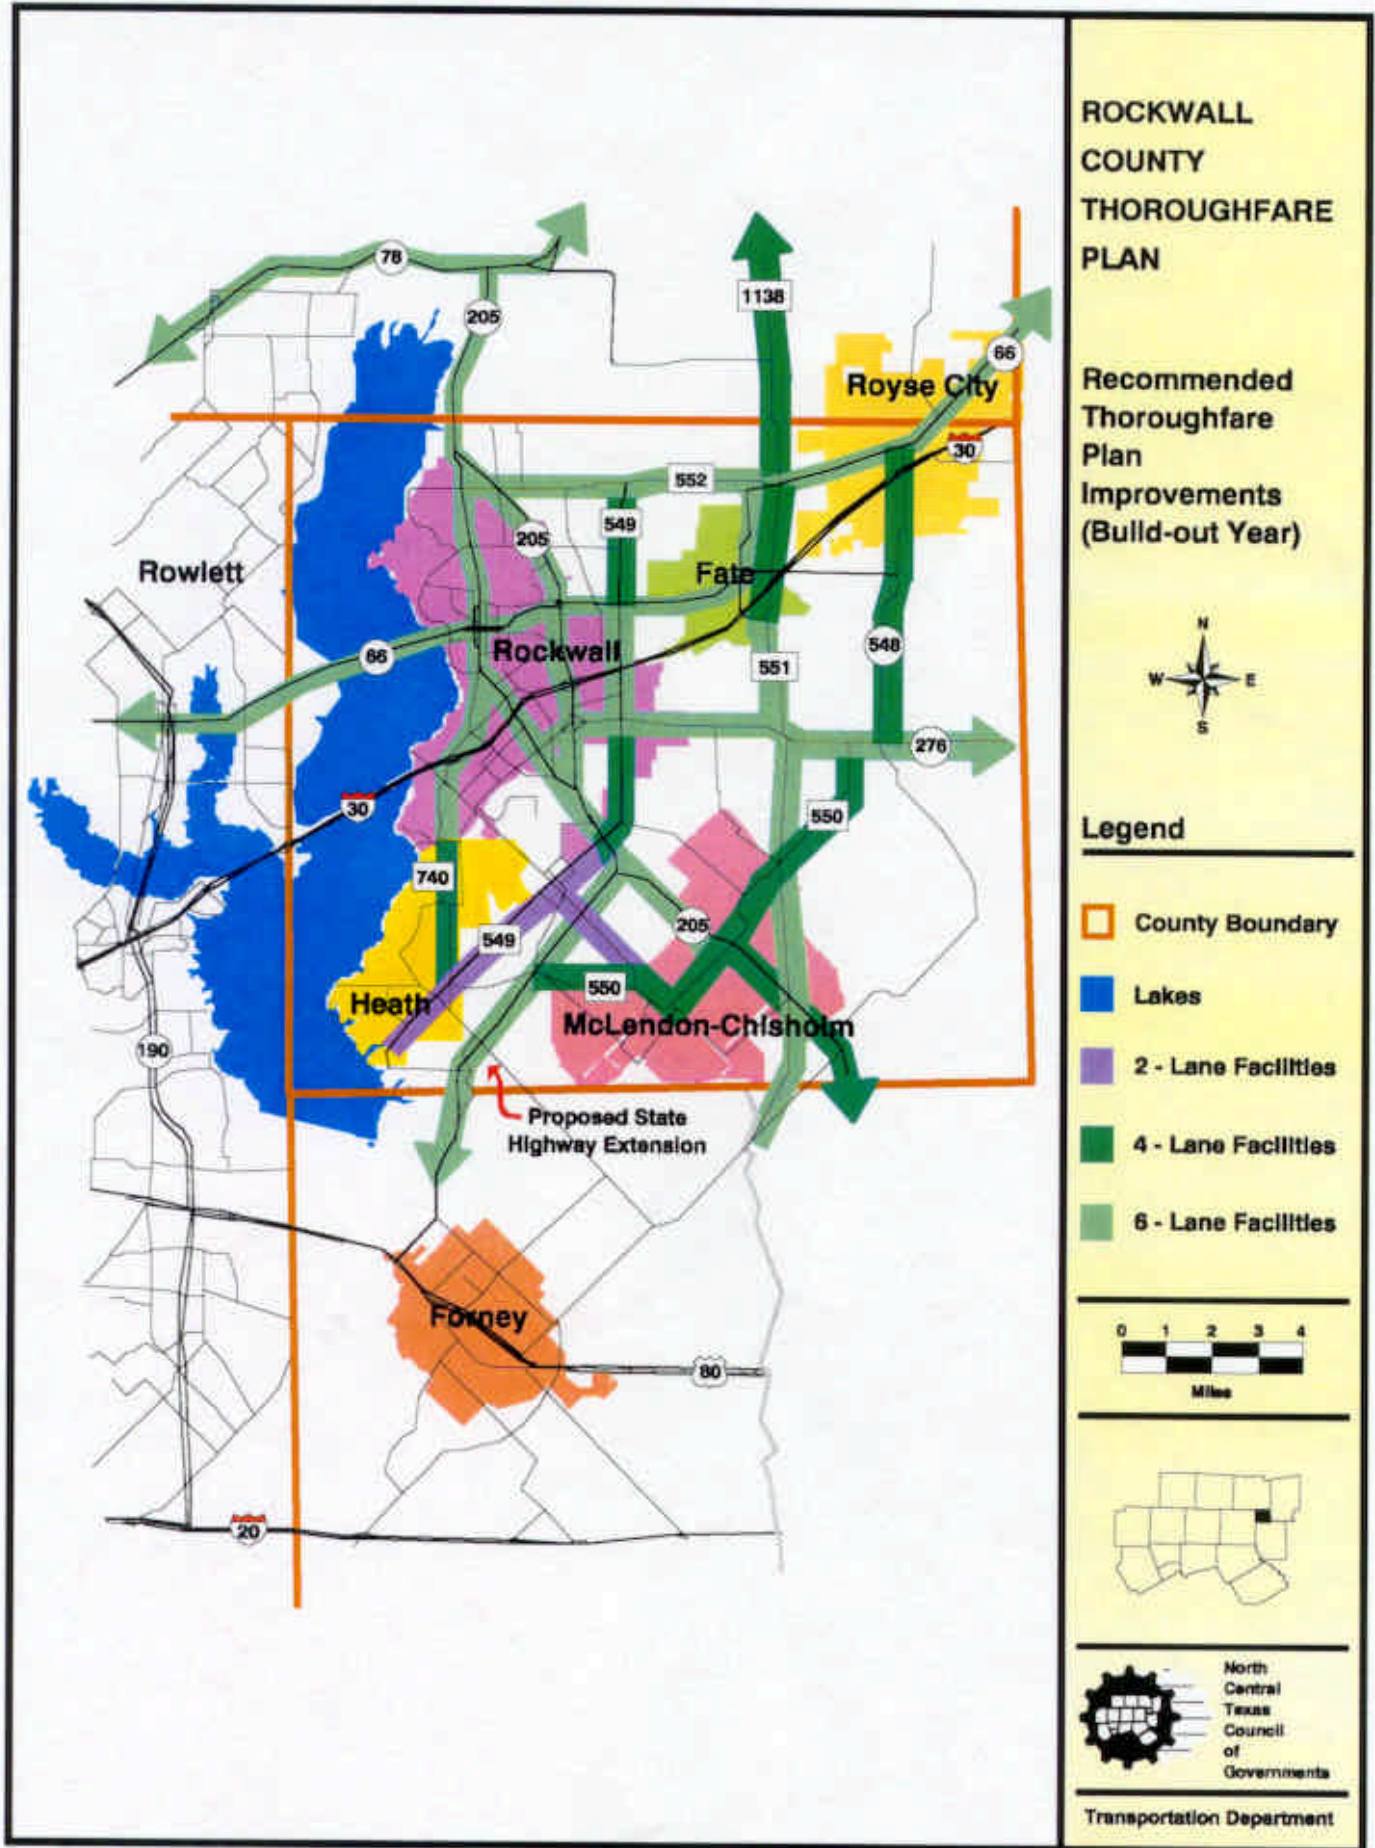 ROCKWALL
COUNTY
THOROUGHFARE
PLAN
Recommended
Thoroughfare
Plan
Improvements
(Build-out Year)
N
W
E
S
Legend
County Boundary
Lakes
2 - Lane Facilities
4 - Lane Facilities
6 - Lane Facilities
0 1 2 3 4
Miles
North
Central
Texas
Council
of
Governments
Transportation Department
78
205
1138
66
Royse City
30
552
549
205
Rowlett
Fate
Rockwall
66
551
548
276
30
550
740
205
549
550
Heath
McLendon-Chisholm
190
Proposed State
Highway Extension
Forney
80
20